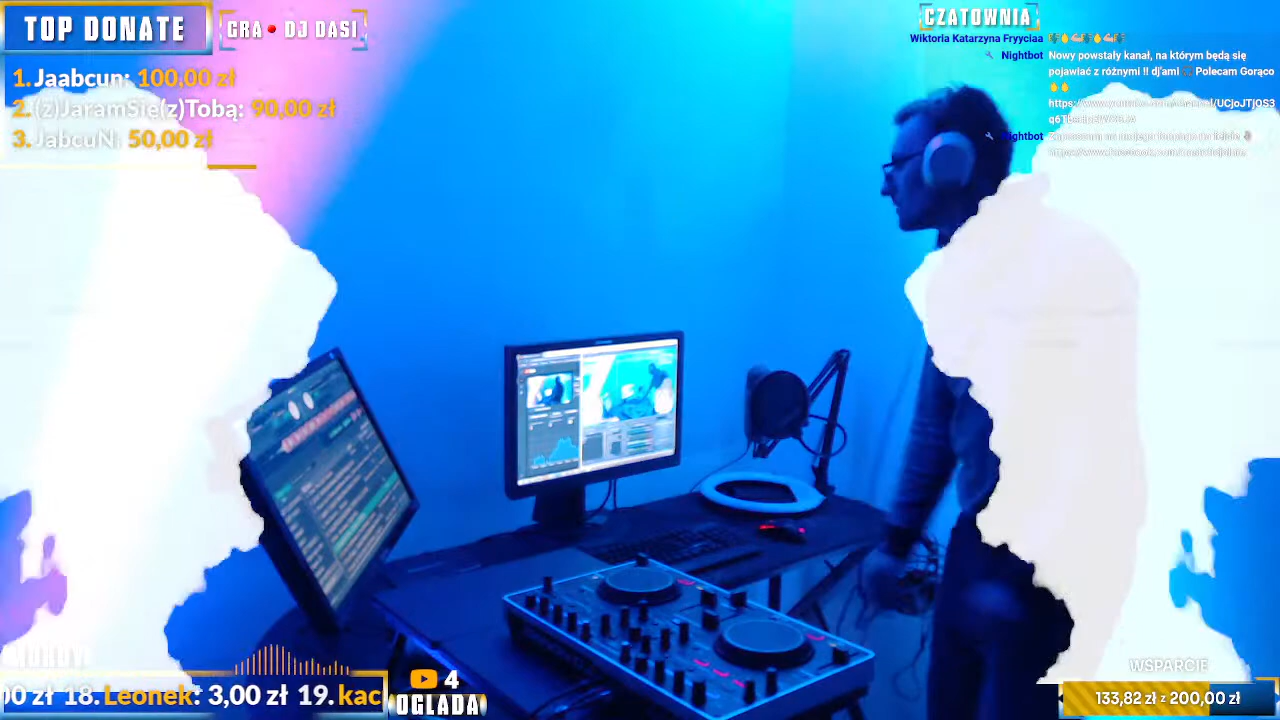 TOP DONATE
GRA • DJ DASI
1. Jaabcun: 100,00 zł
2. (z)JaramSię(z)Tobą: 90,00 zł
3. JabcuN: 50,00 zł
CZATOWNIA
Wiktoria Katarzyna Fryyciaa
Nightbot Nowy powstały kanał, na którym będą się
pojawiać z różnymi !! dj'ami Polecam Gorąco
Nightbot
00 zł 18. Leonek: 3,00 zł 19. kac
4
OGLĄDA
WSPARCIE
133,82 zł z 200,00 zł